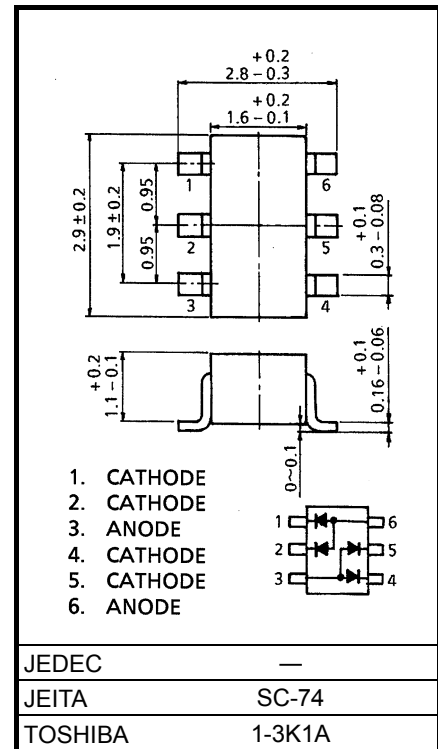 +0.2
2.8 – 0.3
+0.2
1.6 – 0.1
2.9 ± 0.2
1.9 ± 0.2
0.95
0.95
1
2
3
6
5
4
+0.1
0.3 – 0.08
+0.2
1.1 – 0.1
+0.1
0.16 – 0.06
0~0.1
1. CATHODE
2. CATHODE
3. ANODE
4. CATHODE
5. CATHODE
6. ANODE
1 6
2 5
3 4
JEDEC —
JEITA SC-74
TOSHIBA 1-3K1A